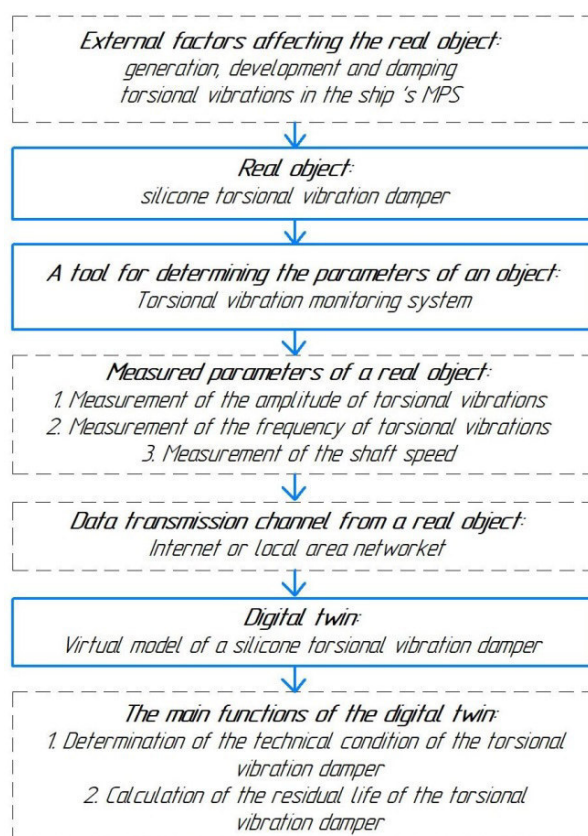 External factors affecting the real object:
generation, development and damping
torsional vibrations in the ship 's MPS
Real object:
silicone torsional vibration damper
A tool for determining the parameters of an object:
Torsional vibration monitoring system
Measured parameters of a real object:
1. Measurement of the amplitude of torsional vibrations
2. Measurement of the frequency of torsional vibrations
3. Measurement of the shaft speed
Data transmission channel from a real object:
Internet or local area networket
Digital twin:
Virtual model of a silicone torsional vibration damper
The main functions of the digital twin:
1. Determination of the technical condition of the torsional
vibration damper
2. Calculation of the residual life of the torsional
vibration damper